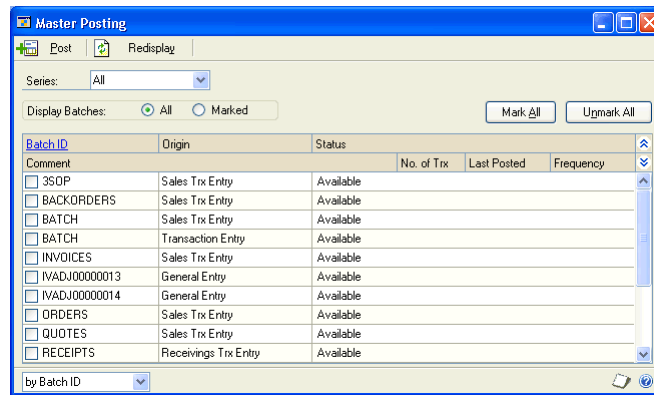 Master Posting
Post Redisplay
Series: All
Display Batches: All Marked Mark All Unmark All
Batch ID Origin Status
Comment No. of Trx Last Posted Frequency
3SOP Sales Trx Entry Available
BACKORDERS Sales Trx Entry Available
BATCH Sales Trx Entry Available
BATCH Transaction Entry Available
INVOICES Sales Trx Entry Available
IVADJ00000013 General Entry Available
IVADJ00000014 General Entry Available
ORDERS Sales Trx Entry Available
QUOTES Sales Trx Entry Available
RECEIPTS Receivings Trx Entry Available
by Batch ID